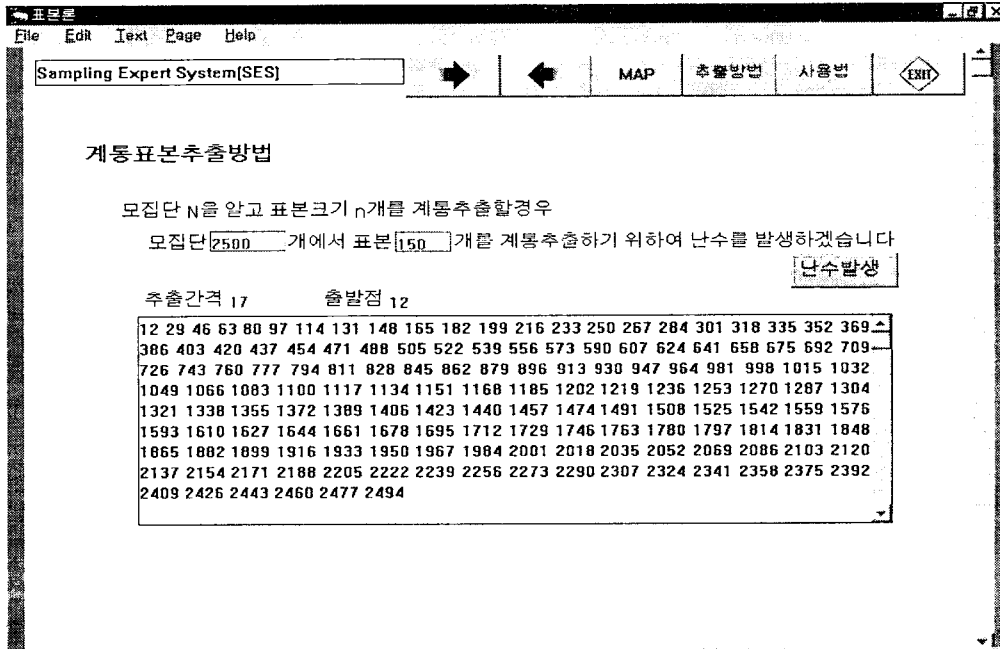 표본론
File Edit Text Page Help
Sampling Expert System(SES) MAP 추출방법 사용법 EXIT
계통표본추출방법
모집단 N을 알고 표본크기 n개를 계통추출할경우
모집단 2500 개에서 표본 150 개를 계통추출하기 위하여 난수를 발생하겠습니다
난수발생
추출간격 17 출발점 12
12 29 46 63 80 97 114 131 148 165 182 199 216 233 250 267 284 301 318 335 352 369
386 403 420 437 454 471 488 505 522 539 556 573 590 607 624 641 658 675 692 709
726 743 760 777 794 811 828 845 862 879 896 913 930 947 964 981 998 1015 1032
1049 1066 1083 1100 1117 1134 1151 1168 1185 1202 1219 1236 1253 1270 1287 1304
1321 1338 1355 1372 1389 1406 1423 1440 1457 1474 1491 1508 1525 1542 1559 1576
1593 1610 1627 1644 1661 1678 1695 1712 1729 1746 1763 1780 1797 1814 1831 1848
1865 1882 1899 1916 1933 1950 1967 1984 2001 2018 2035 2052 2069 2086 2103 2120
2137 2154 2171 2188 2205 2222 2239 2256 2273 2290 2307 2324 2341 2358 2375 2392
2409 2426 2443 2460 2477 2494